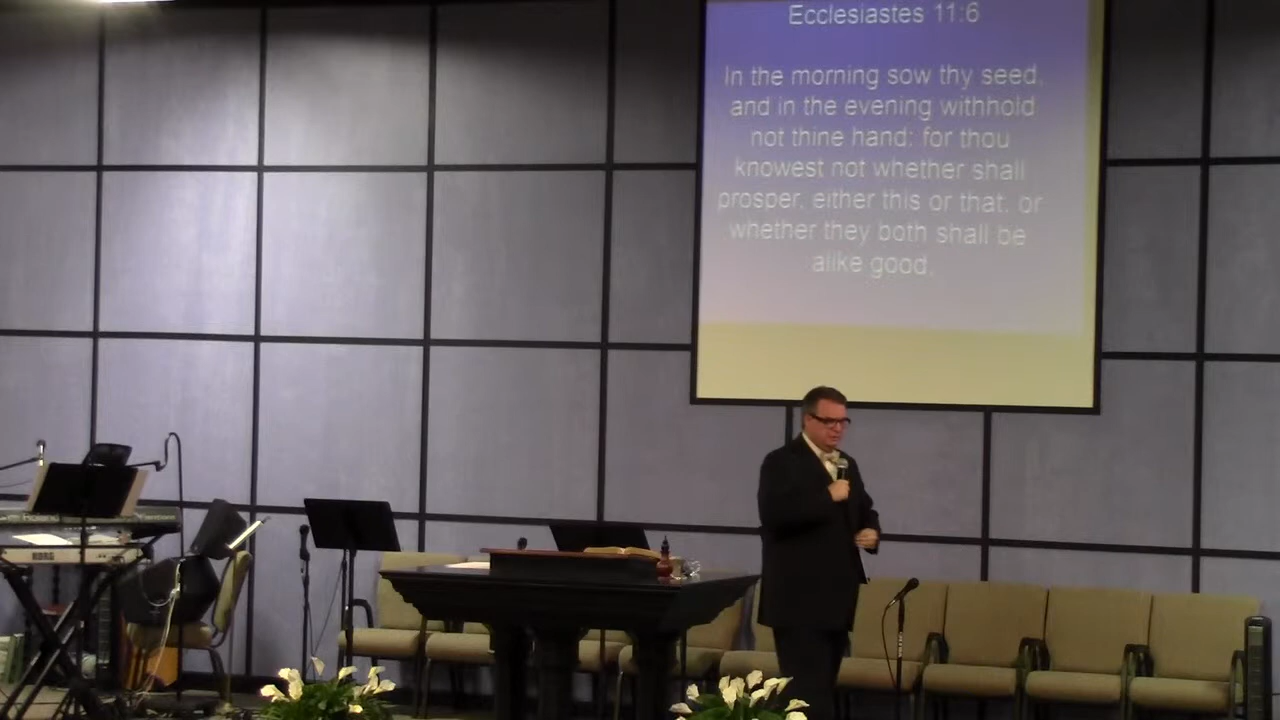 Ecclesiastes 11:6
In the morning sow thy seed,
and in the evening withhold
not thine hand: for thou
knowest not whether shall
prosper, either this or that, or
whether they both shall be
alike good.
KORG